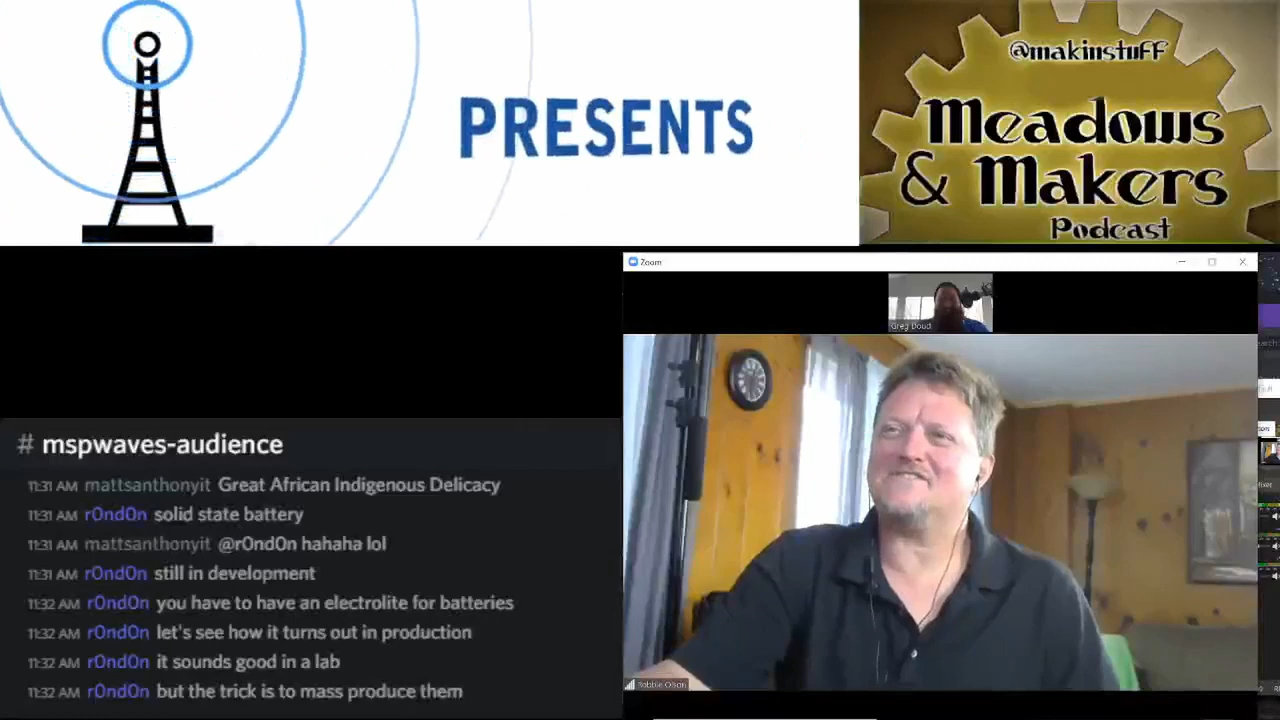 PRESENTS
@makinstuff
Meadows
& Makers
Podcast
Zoom
Greg Doud
# mspwaves-audience
11:31 AM mattsanthonyit Great African Indigenous Delicacy
11:31 AM r0nd0n solid state battery
11:31 AM mattsanthonyit @r0nd0n hahaha lol
11:31 AM r0nd0n still in development
11:32 AM r0nd0n you have to have an electrolite for batteries
11:32 AM r0nd0n let's see how it turns out in production
11:32 AM r0nd0n it sounds good in a lab
11:32 AM r0nd0n but the trick is to mass produce them